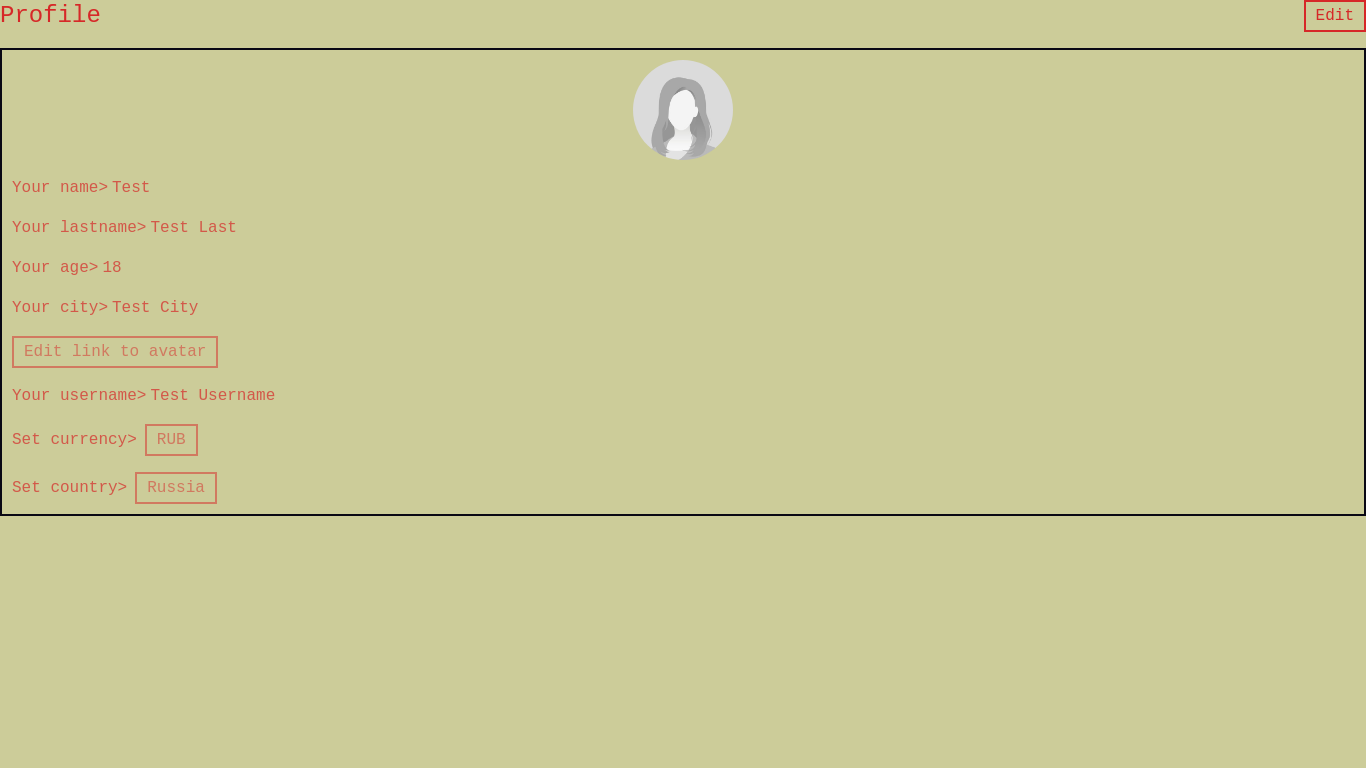 Profile
Edit
Your name> Test
Your lastname> Test Last
Your age> 18
Your city> Test City
Edit link to avatar
Your username> Test Username
Set currency> RUB
Set country> Russia